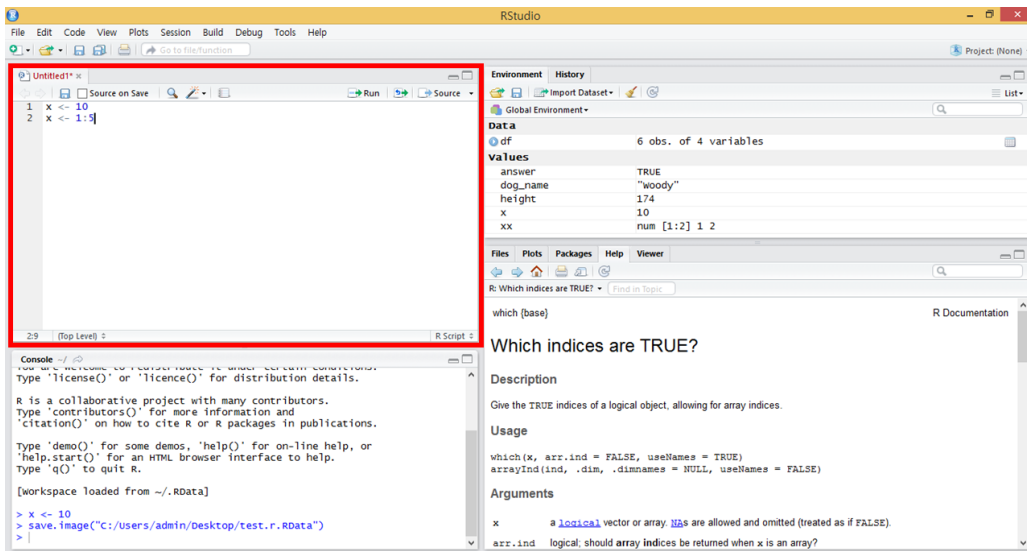 RStudio
File Edit Code View Plots Session Build Debug Tools Help
Go to file/function
Project: (None)
Untitled1* ×
Source on Save
Run
Source
1 x <- 10
2 x <- 1:5
2:9 (Top Level) R Script
Console ~/
Type 'license()' or 'licence()' for distribution details.
R is a collaborative project with many contributors.
Type 'contributors()' for more information and
'citation()' on how to cite R or R packages in publications.
Type 'demo()' for some demos, 'help()' for on-line help, or
'help.start()' for an HTML browser interface to help.
Type 'q()' to quit R.
[Workspace loaded from ~/.RData]
> x <- 10
> save.image("C:/Users/admin/Desktop/test.r.RData")
>
Environment History
Import Dataset List
Global Environment
Data
df 6 obs. of 4 variables
Values
answer TRUE
dog_name "Woody"
height 174
x 10
xx num [1:2] 1 2
Files Plots Packages Help Viewer
R: Which indices are TRUE? Find in Topic
which {base} R Documentation
Which indices are TRUE?
Description
Give the TRUE indices of a logical object, allowing for array indices.
Usage
which(x, arr.ind = FALSE, useNames = TRUE)
arrayInd(ind, .dim, .dimnames = NULL, useNames = FALSE)
Arguments
x a logical vector or array. NAs are allowed and omitted (treated as if FALSE).
arr.ind logical; should array indices be returned when x is an array?